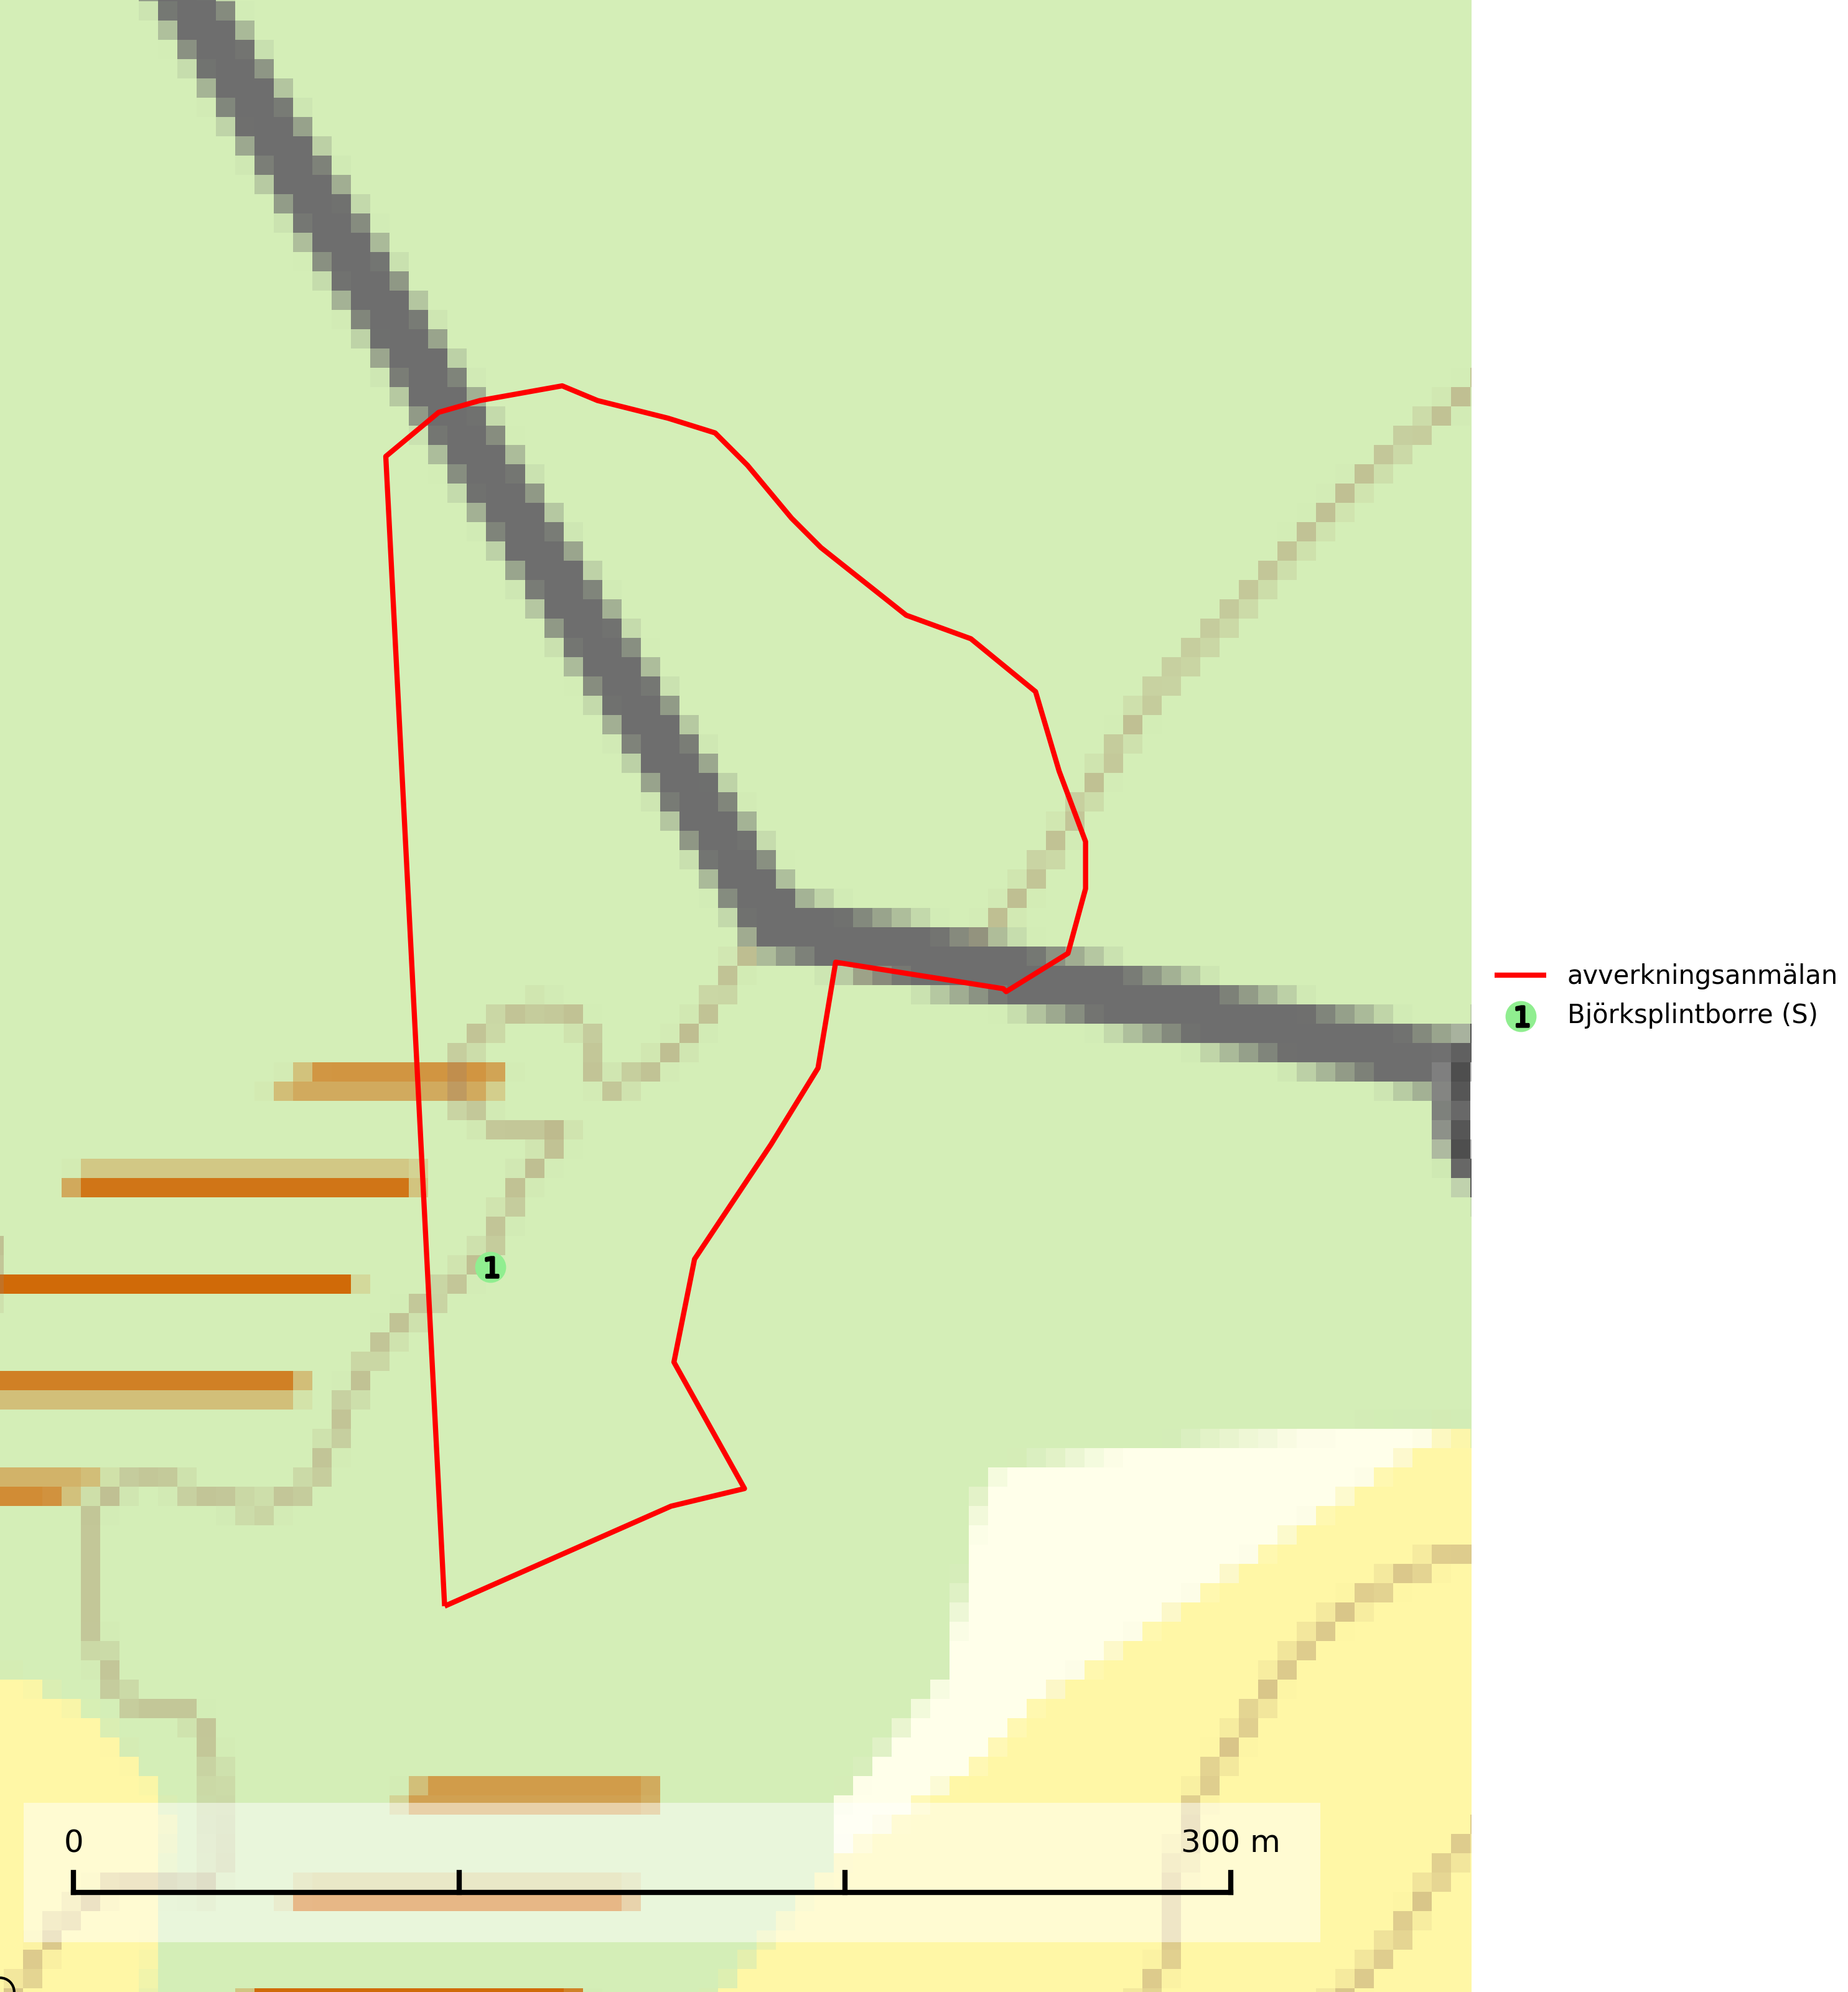 avverkningsanmälan
1 Björksplintborre (S)
1
0 300 m